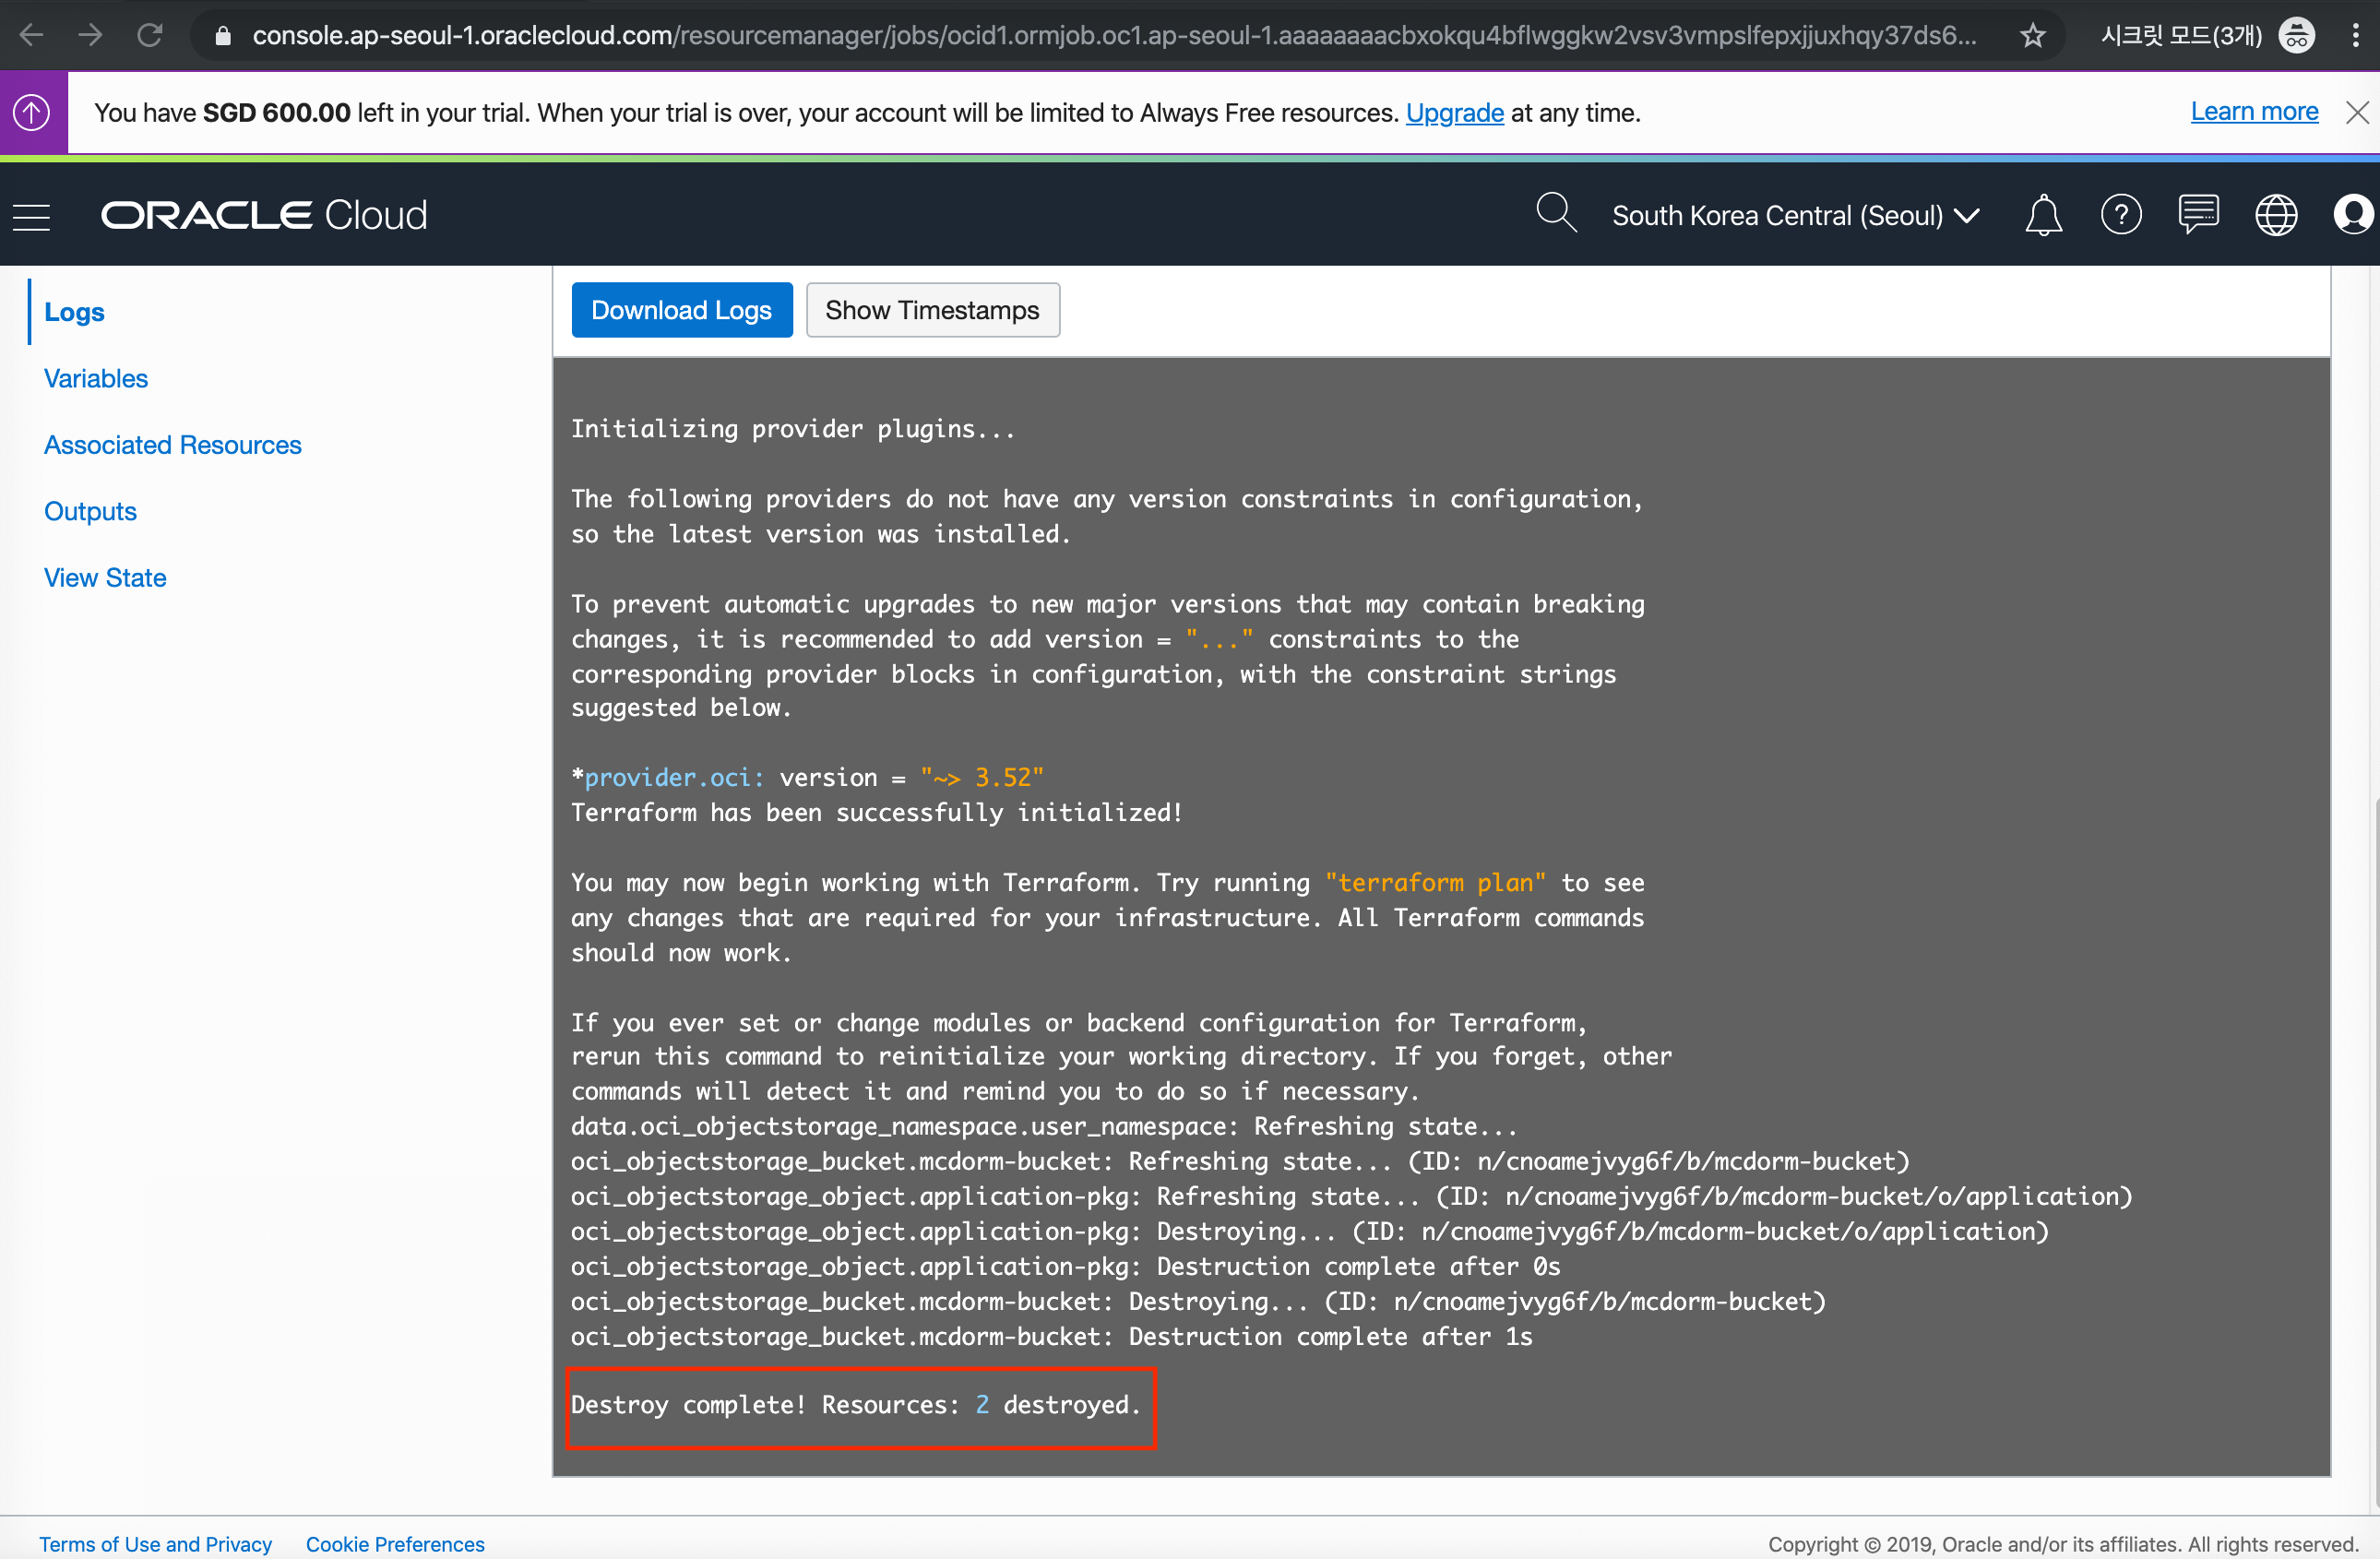 console.ap-seoul-1.oraclecloud.com/resourcemanager/jobs/ocid1.ormjob.oc1.ap-seoul-1.aaaaaaaacbxokqu4bflwggkw2vsv3vmpslfepxjjuxhqy37ds6... 시크릿 모드(3개)
You have SGD 600.00 left in your trial. When your trial is over, your account will be limited to Always Free resources. Upgrade at any time. Learn more
ORACLE Cloud South Korea Central (Seoul)
Logs
Variables
Associated Resources
Outputs
View State
Download Logs Show Timestamps
Initializing provider plugins...
The following providers do not have any version constraints in configuration,
so the latest version was installed.
To prevent automatic upgrades to new major versions that may contain breaking
changes, it is recommended to add version = "..." constraints to the
corresponding provider blocks in configuration, with the constraint strings
suggested below.
*provider.oci: version = "~> 3.52"
Terraform has been successfully initialized!
You may now begin working with Terraform. Try running "terraform plan" to see
any changes that are required for your infrastructure. All Terraform commands
should now work.
If you ever set or change modules or backend configuration for Terraform,
rerun this command to reinitialize your working directory. If you forget, other
commands will detect it and remind you to do so if necessary.
data.oci_objectstorage_namespace.user_namespace: Refreshing state...
oci_objectstorage_bucket.mcdorm-bucket: Refreshing state... (ID: n/cnoamejvyg6f/b/mcdorm-bucket)
oci_objectstorage_object.application-pkg: Refreshing state... (ID: n/cnoamejvyg6f/b/mcdorm-bucket/o/application)
oci_objectstorage_object.application-pkg: Destroying... (ID: n/cnoamejvyg6f/b/mcdorm-bucket/o/application)
oci_objectstorage_object.application-pkg: Destruction complete after 0s
oci_objectstorage_bucket.mcdorm-bucket: Destroying... (ID: n/cnoamejvyg6f/b/mcdorm-bucket)
oci_objectstorage_bucket.mcdorm-bucket: Destruction complete after 1s
Destroy complete! Resources: 2 destroyed.
Terms of Use and Privacy Cookie Preferences Copyright © 2019, Oracle and/or its affiliates. All rights reserved.